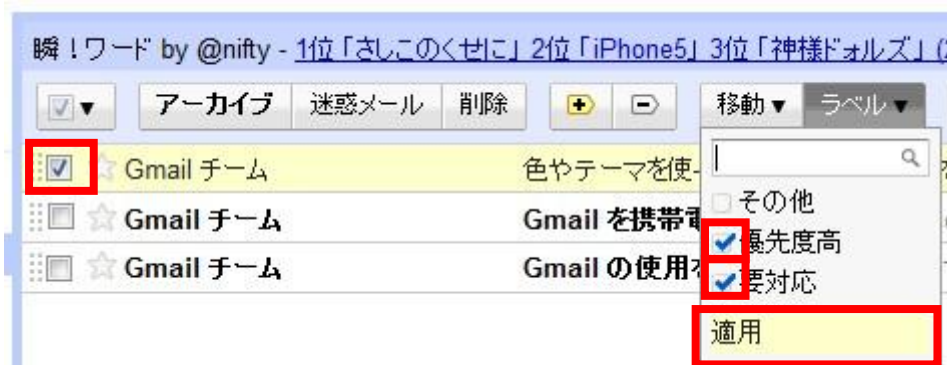 瞬!ワード by @nifty - 1位「さしこのくせに」 2位「iPhone5」 3位「神様ドォルズ」(2
アーカイブ 迷惑メール 削除 移動▼ ラベル▼
Gmail チーム 色やテーマを使
その他
Gmail チーム Gmail を携帯電
優先度高
Gmail チーム Gmail の使用
要対応
適用